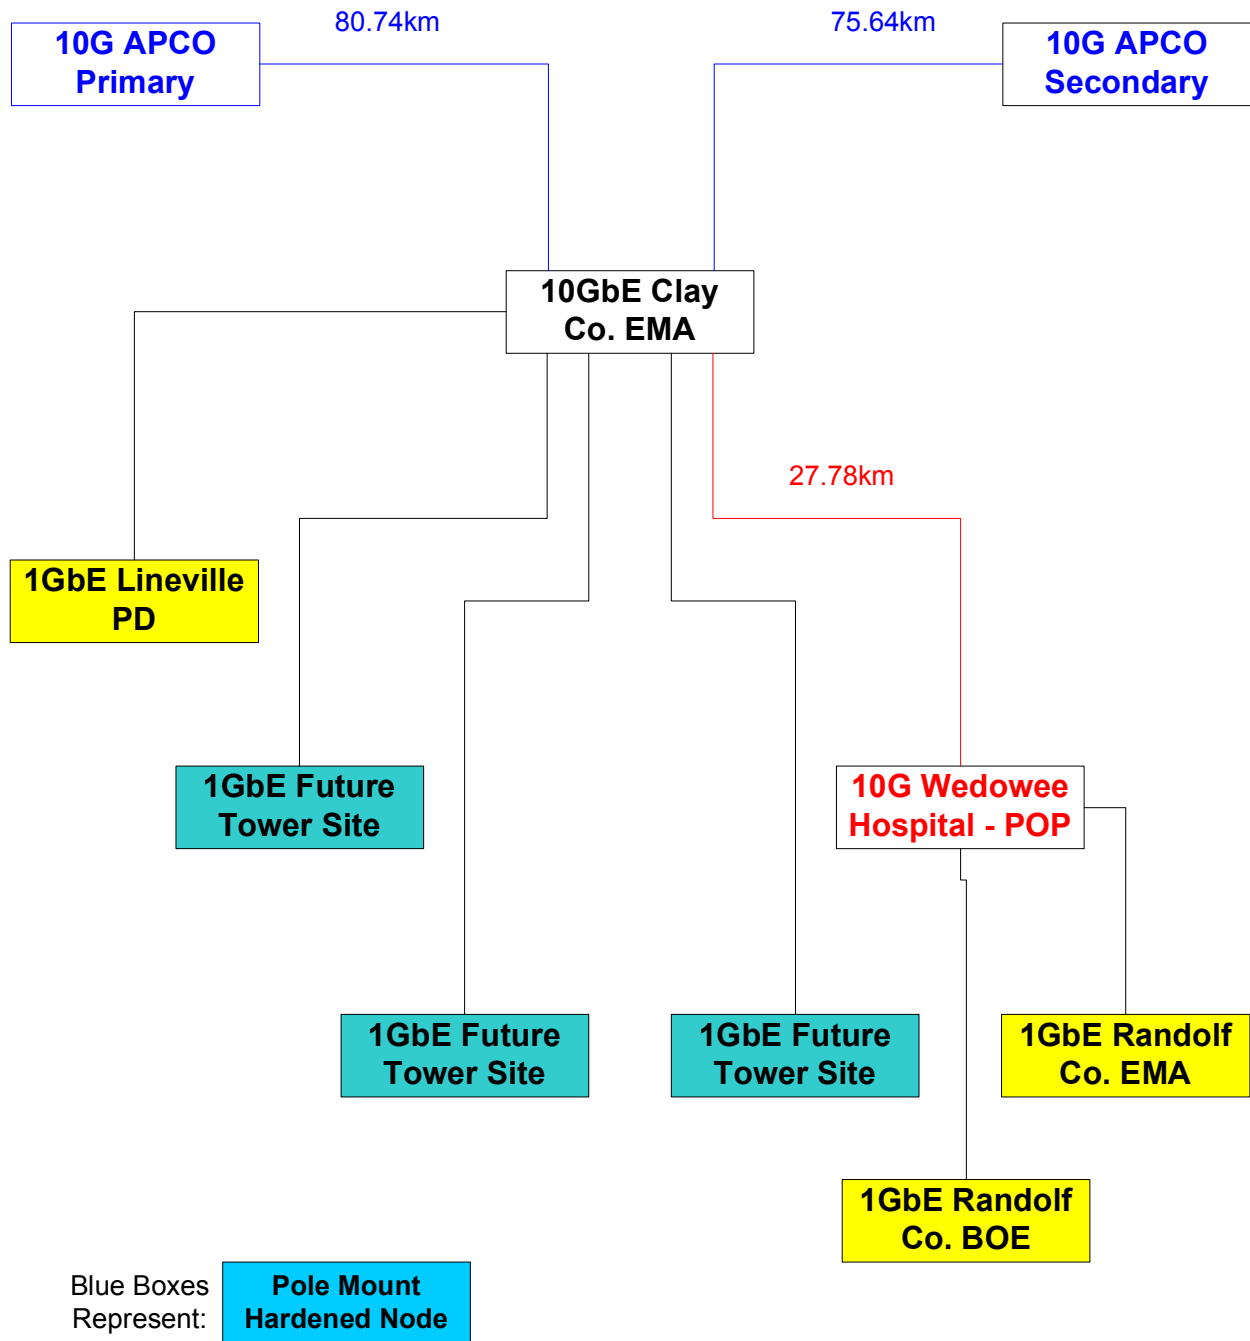 80.74km
75.64km
10G APCO
Primary
10G APCO
Secondary
10GbE Clay
Co. EMA
27.78km
1GbE Lineville
PD
1GbE Future
Tower Site
10G Wedowee
Hospital - POP
1GbE Future
Tower Site
1GbE Future
Tower Site
1GbE Randolf
Co. EMA
1GbE Randolf
Co. BOE
Blue Boxes
Represent:
Pole Mount
Hardened Node